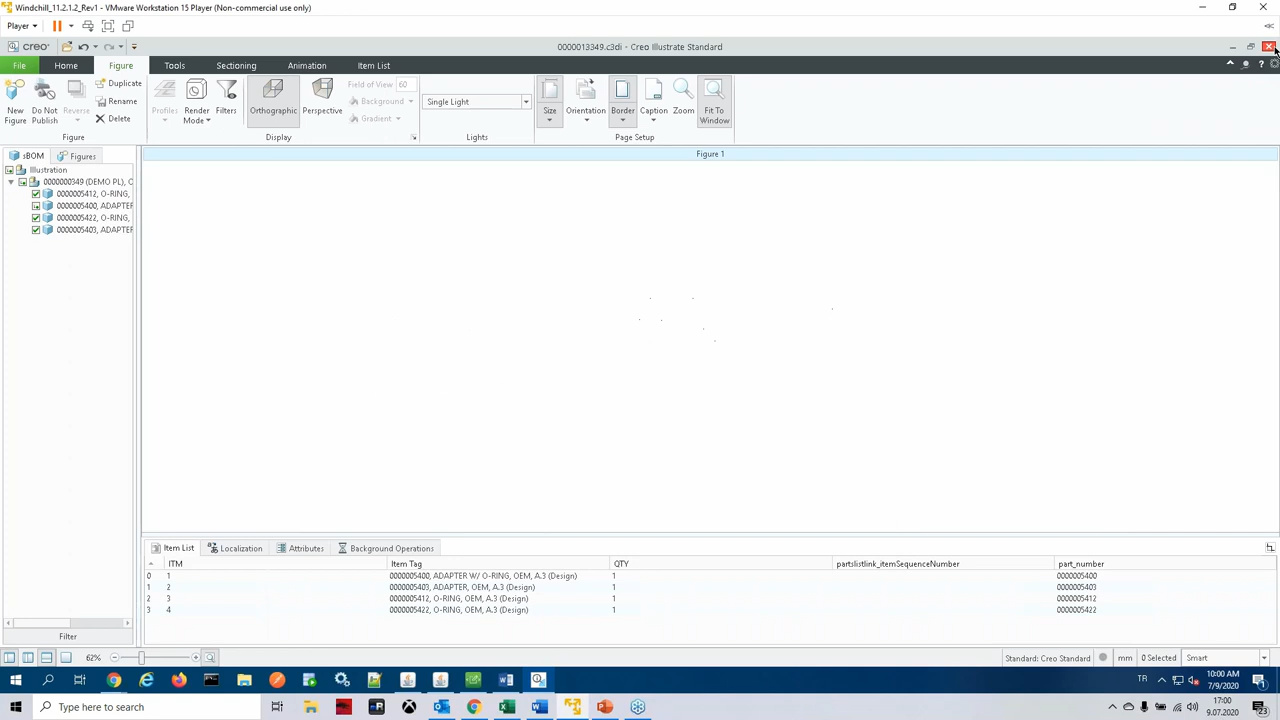 Windchill_11.2.1.2_Rev1 - VMware Workstation 15 Player (Non-commercial use only)
Player
creo
0000013349.c3di - Creo Illustrate Standard
File Home Figure Tools Sectioning Animation Item List
New Figure
Do Not Publish
Reverse
Duplicate
Rename
Delete
Profiles
Render Mode
Filters
Orthographic
Perspective
Field of View 60
Background
Gradient
Single Light
Size
Orientation
Border
Caption
Zoom
Fit To Window
Figure Display Lights Page Setup
sBOM Figures
Figure 1
Illustration
0000000349 (DEMO PL), O
0000005412, O-RING,
0000005400, ADAPTER
0000005422, O-RING,
0000005403, ADAPTER
Filter
Item List Localization Attributes Background Operations
ITM Item Tag QTY partslistlink_itemSequenceNumber part_number
0 1 0000005400, ADAPTER W/ O-RING, OEM, A.3 (Design) 1 0000005400
1 2 0000005403, ADAPTER, OEM, A.3 (Design) 1 0000005403
2 3 0000005412, O-RING, OEM, A.3 (Design) 1 0000005412
3 4 0000005422, O-RING, OEM, A.3 (Design) 1 0000005422
62% Standard: Creo Standard mm 0 Selected Smart
TR 10:00 AM
7/9/2020
1
Type here to search
17:00
9.07.2020
23